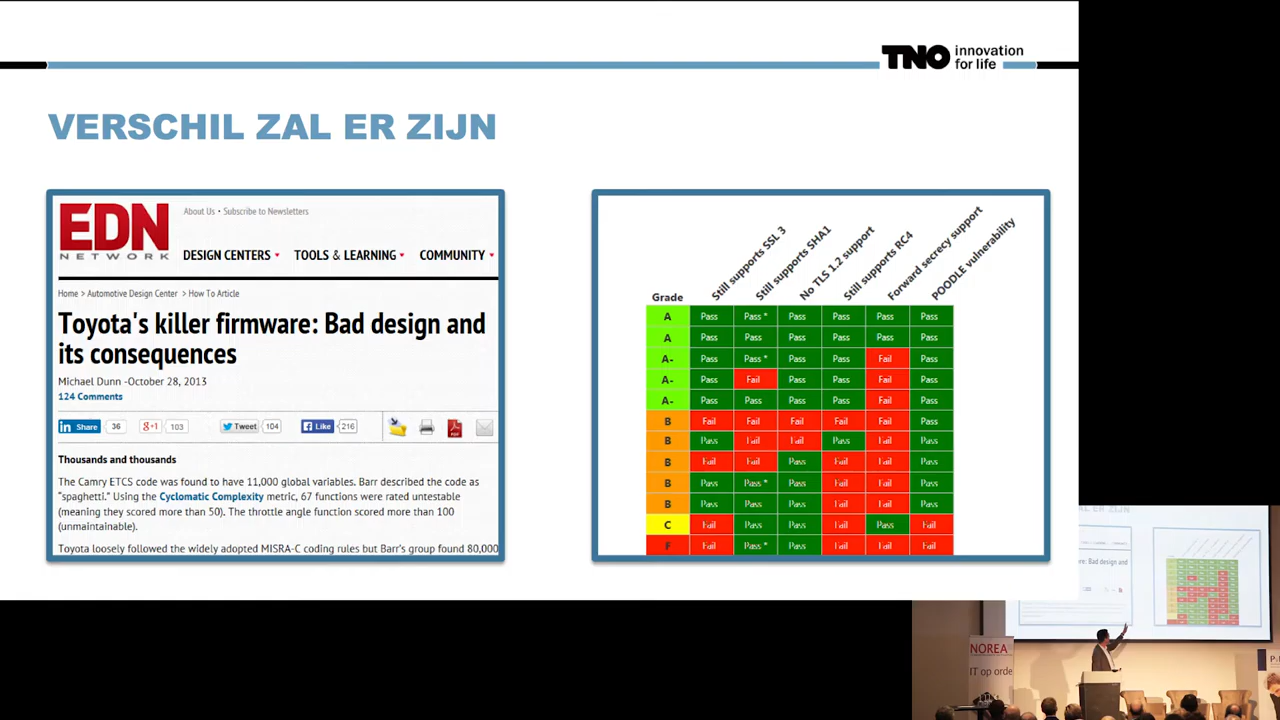 TNO innovation
for life
VERSCHIL ZAL ER ZIJN
EDN
NETWORK
About Us • Subscribe to Newsletters
DESIGN CENTERS TOOLS & LEARNING COMMUNITY
Home > Automotive Design Center > How To Article
Toyota's killer firmware: Bad design and
its consequences
Michael Dunn -October 28, 2013
124 Comments
in Share 36 g+1 103 Tweet 104 f Like 216
Thousands and thousands
The Camry ETCS code was found to have 11,000 global variables. Barr described the code as
"spaghetti." Using the Cyclomatic Complexity metric, 67 functions were rated untestable
(meaning they scored more than 50). The throttle angle function scored more than 100
(unmaintainable).
Toyota loosely followed the widely adopted MISRA-C coding rules but Barr's group found 80,000
Grade Still supports SSL 3 Still supports SHA1 No TLS 1.2 support Still supports RC4 Forward secrecy support POODLE vulnerability
A Pass Pass * Pass Pass Pass Pass
A Pass Pass Pass Pass Pass Pass
A- Pass Pass * Pass Pass Fail Pass
A- Pass Fail Pass Pass Fail Pass
A- Pass Pass Pass Pass Fail Pass
B Fail Fail Fail Fail Fail Pass
B Pass Fail Fail Pass Fail Pass
B Fail Fail Pass Fail Fail Pass
B Pass Pass * Pass Fail Fail Pass
B Pass Pass Pass Fail Fail Pass
C Fail Pass Pass Fail Pass Fail
F Fail Pass * Pass Fail Fail Fail
ZAL ER ZIJN
re: Bad design and
NOREA
IT op orde